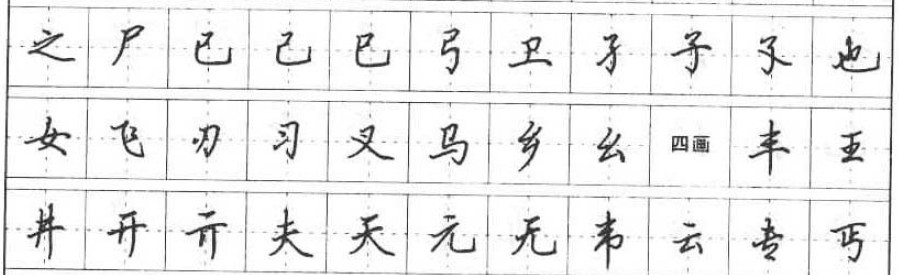 之尸已己巳弓卫孑子孓也
女飞刃习叉马乡幺四画丰王
井开亓夫天元无韦云专丐